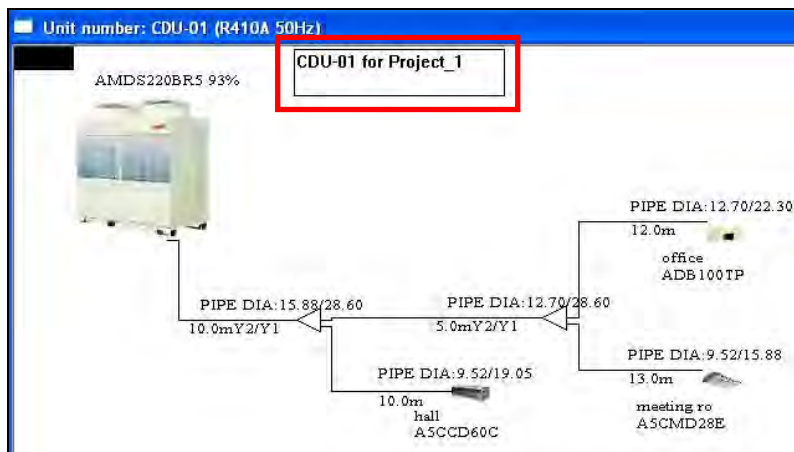 Unit number: CDU-01 (R410A 50Hz)
CDU-01 for Project_1
AMDS220BR5 93%
PIPE DIA:12.70/22.30
12.0m
office
ADB100TP
PIPE DIA:15.88/28.60
10.0mY2/Y1
PIPE DIA:12.70/28.60
5.0mY2/Y1
PIPE DIA:9.52/19.05
10.0m
hall
A5CCD60C
PIPE DIA:9.52/15.88
13.0m
meeting ro
A5CMD28E